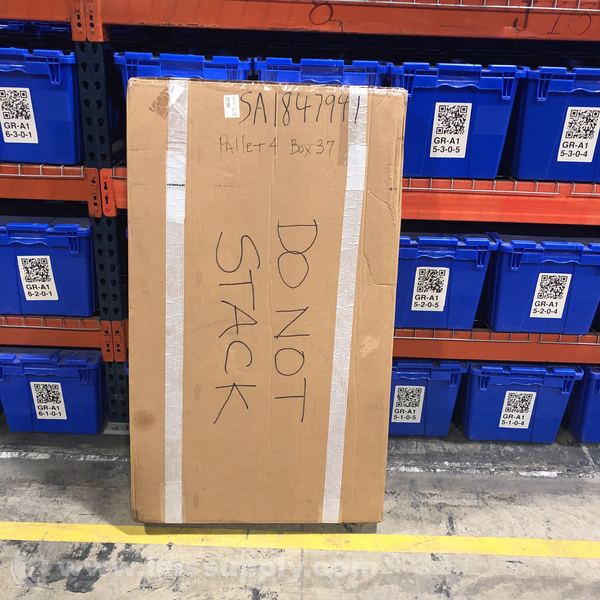 SA1847941
Pallet 4 Box 37
DO NOT
STACK
GR-A1
6-3-0-1
GR-A1
5-3-0-5
GR-A1
5-3-0-4
GR-A1
6-2-0-1
GR-A1
5-2-0-5
GR-A1
5-2-0-4
GR-A1
6-1-0-1
GR-A1
5-1-0-5
GR-A1
5-1-0-4